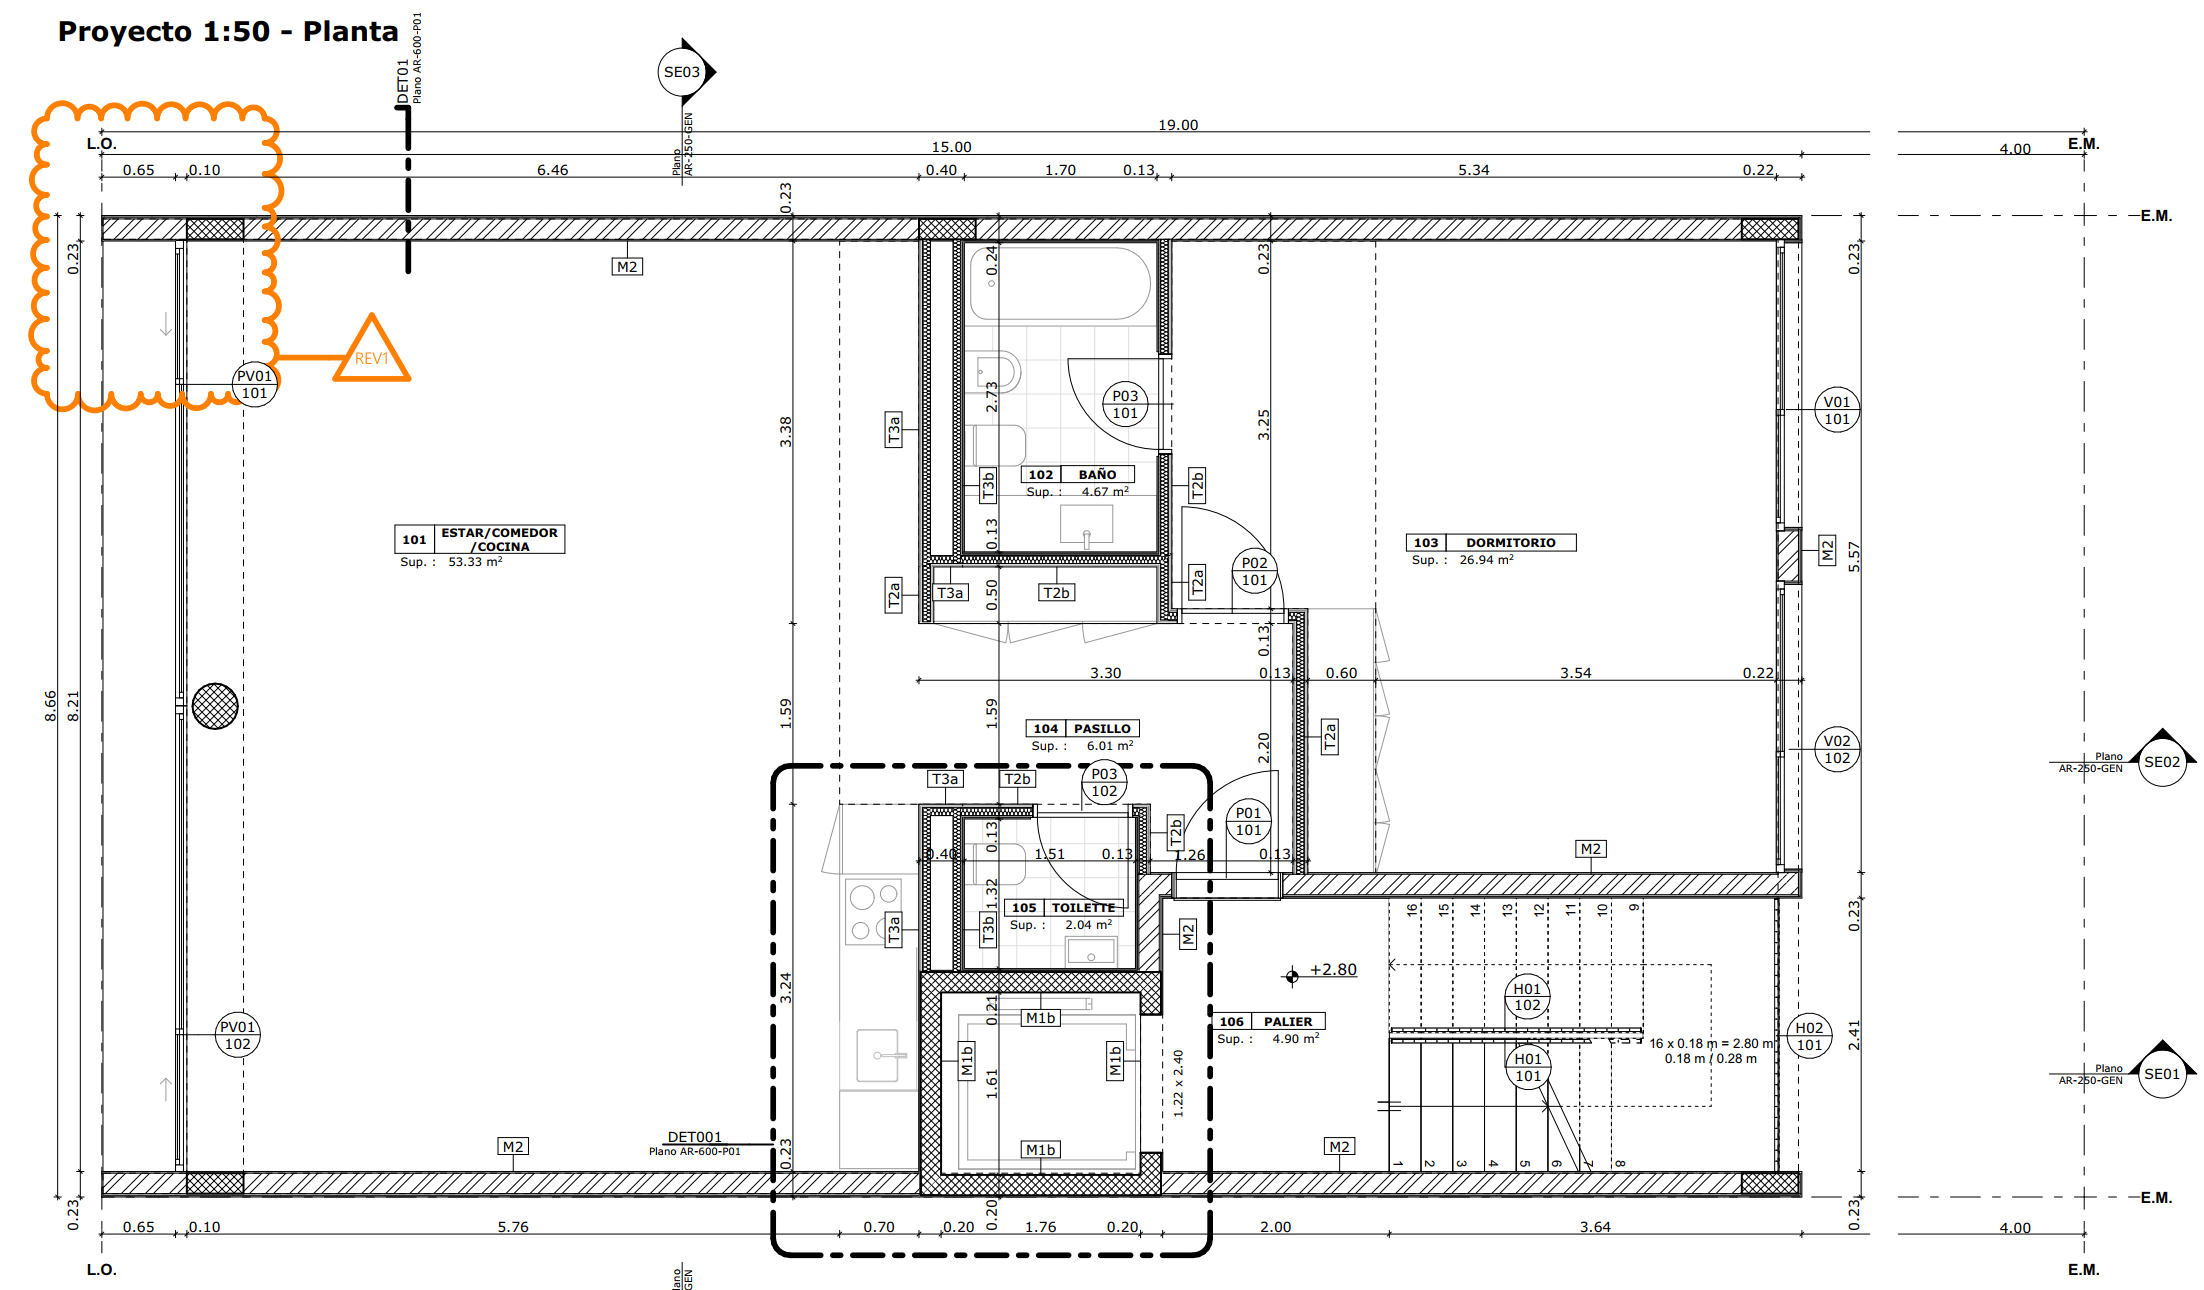 Proyecto 1:50 - Planta
DET01
Plano AR-600-P01
SE03
Plano
AR-250-GEN
19.00
L.O.
E.M.
15.00
4.00
0.65
0.10
6.46
0.40
1.70
0.13
5.34
0.22
0.23
E.M.
0.23
M2
0.24
0.23
0.23
REV1
PV01
101
2.73
P03
101
V01
101
3.38
T3a
3.25
102
BAÑO
Sup. :
4.67 m²
T3b
T2b
101
ESTAR/COMEDOR
/COCINA
Sup. :
53.33 m²
0.13
103
DORMITORIO
Sup. :
26.94 m²
M2
5.57
P02
101
T2a
T3a
0.50
T2b
T2a
0.13
3.30
0.13
0.60
3.54
0.22
8.66
8.21
1.59
1.59
104
PASILLO
Sup. :
6.01 m²
2.20
T2a
V02
102
Plano
AR-250-GEN
SE02
T3a
T2b
P03
102
P01
101
T2b
0.13
0.40
1.51
0.13
1.26
0.13
M2
1.32
105
TOILETTE
Sup. :
2.04 m²
T3a
T3b
M2
16
15
14
13
12
11
10
9
0.23
+2.80
3.24
0.21
M1b
H01
102
106
PALIER
Sup. :
4.90 m²
PV01
102
H02
101
2.41
16 x 0.18 m = 2.80 m
0.18 m / 0.28 m
M1b
M1b
H01
101
1.61
1.22 x 2.40
Plano
AR-250-GEN
SE01
DET001
Plano AR-600-P01
M2
0.23
M1b
M2
1
2
3
4
5
6
7
8
E.M.
0.23
0.20
0.23
0.65
0.10
5.76
0.70
0.20
1.76
0.20
2.00
3.64
4.00
L.O.
E.M.
GEN